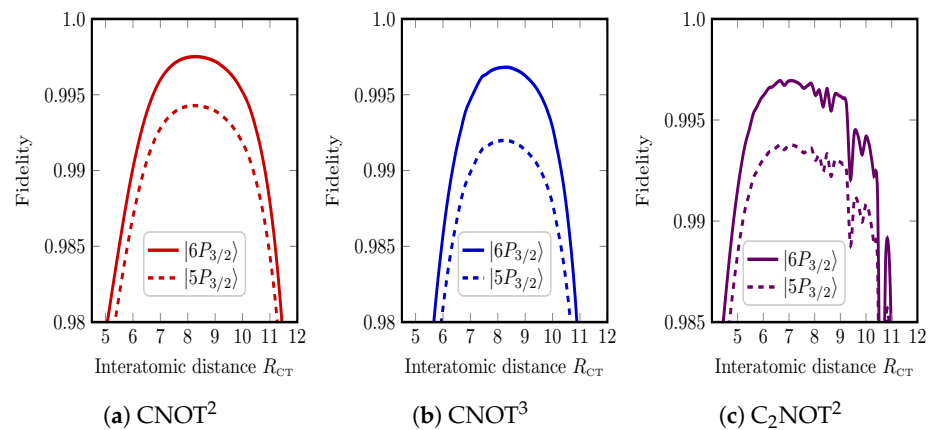 1.0
0.995
0.99
0.985
0.98
Fidelity
|6P₃/₂⟩
|5P₃/₂⟩
5 6 7 8 9 10 11 12
Interatomic distance R_CT
(a) CNOT²
1.0
0.995
0.99
0.985
0.98
Fidelity
|6P₃/₂⟩
|5P₃/₂⟩
5 6 7 8 9 10 11 12
Interatomic distance R_CT
(b) CNOT³
1.0
0.995
0.99
0.985
Fidelity
|6P₃/₂⟩
|5P₃/₂⟩
5 6 7 8 9 10 11 12
Interatomic distance R_CT
(c) C₂NOT²